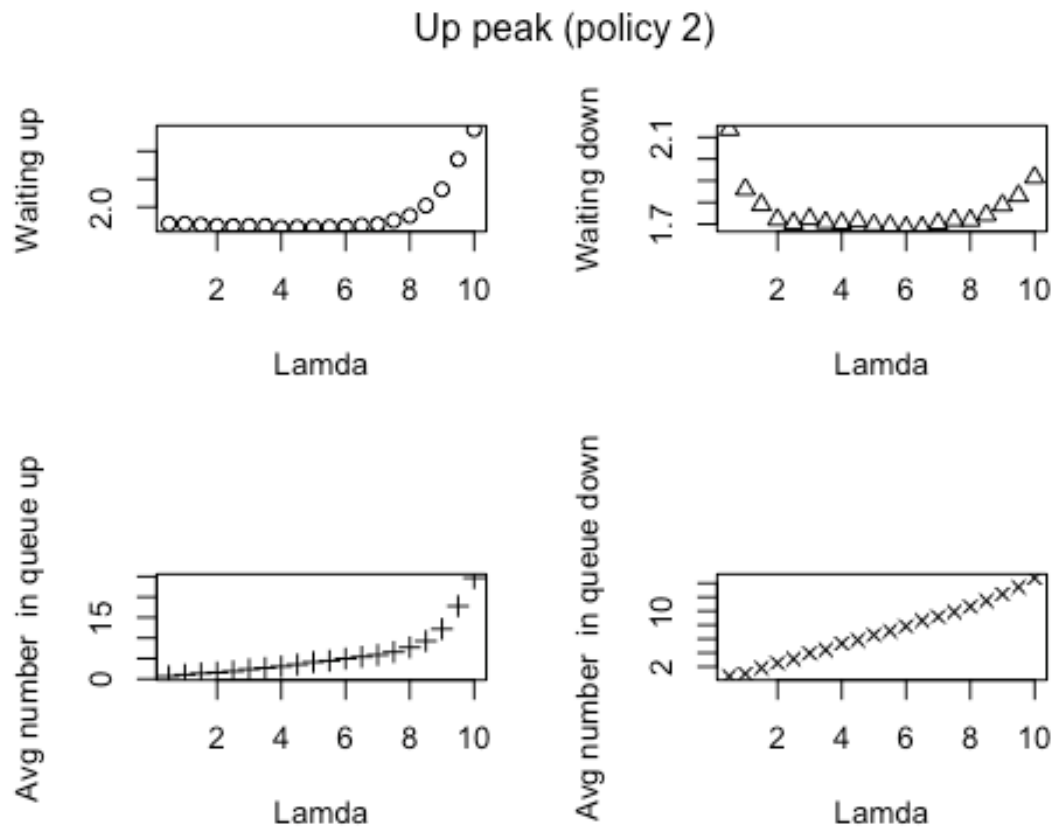 Up peak (policy 2)
Waiting up
2.0
2 4 6 8 10
Lamda
Waiting down
1.7 2.1
2 4 6 8 10
Lamda
Avg number in queue up
0 15
2 4 6 8 10
Lamda
Avg number in queue down
2 10
2 4 6 8 10
Lamda